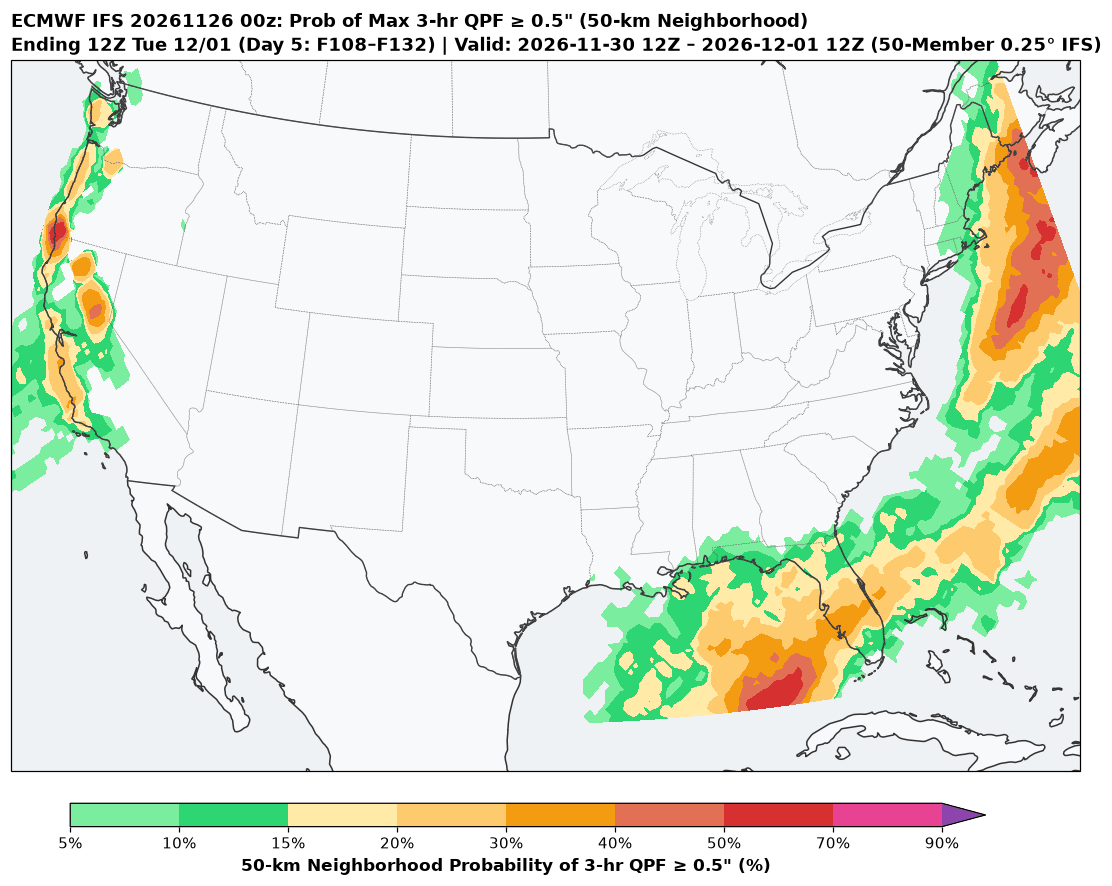 ECMWF IFS 20261126 00z: Prob of Max 3-hr QPF ≥ 0.5" (50-km Neighborhood)
Ending 12Z Tue 12/01 (Day 5: F108–F132) | Valid: 2026-11-30 12Z – 2026-12-01 12Z (50-Member 0.25° IFS)
5% 10% 15% 20% 30% 40% 50% 70% 90%
50-km Neighborhood Probability of 3-hr QPF ≥ 0.5" (%)